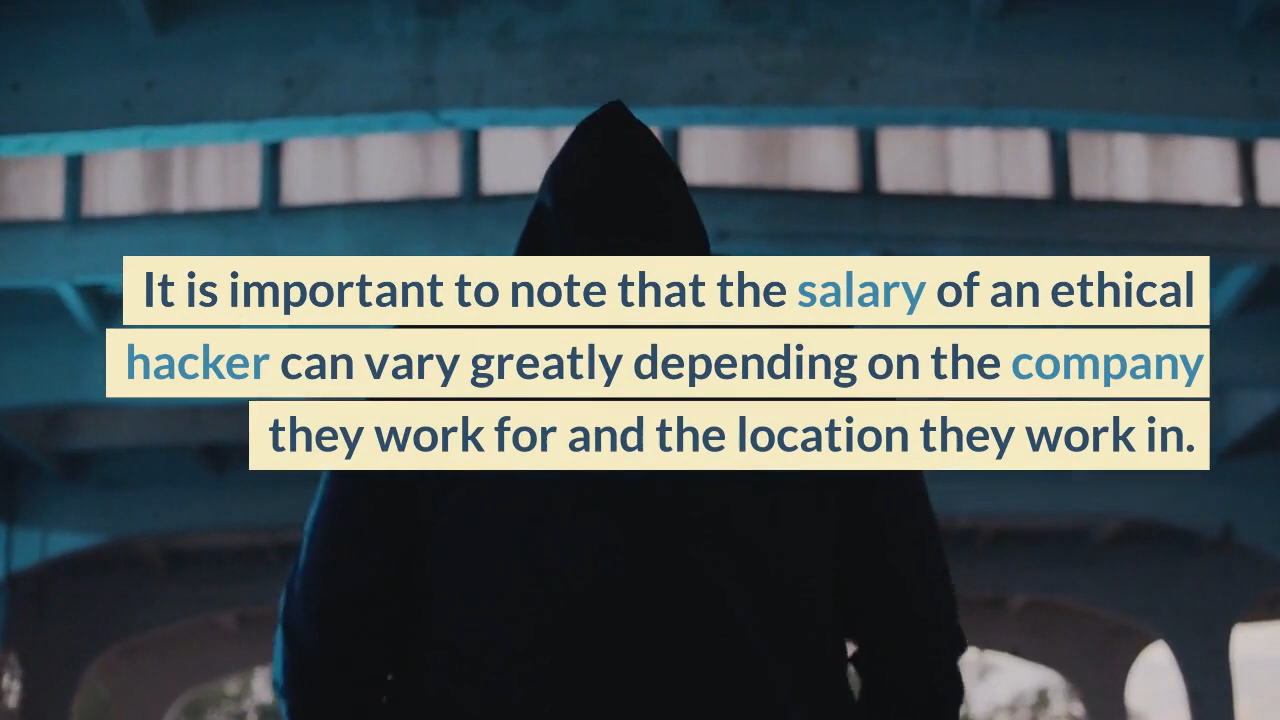 It is important to note that the salary of an ethical
hacker can vary greatly depending on the company
they work for and the location they work in.